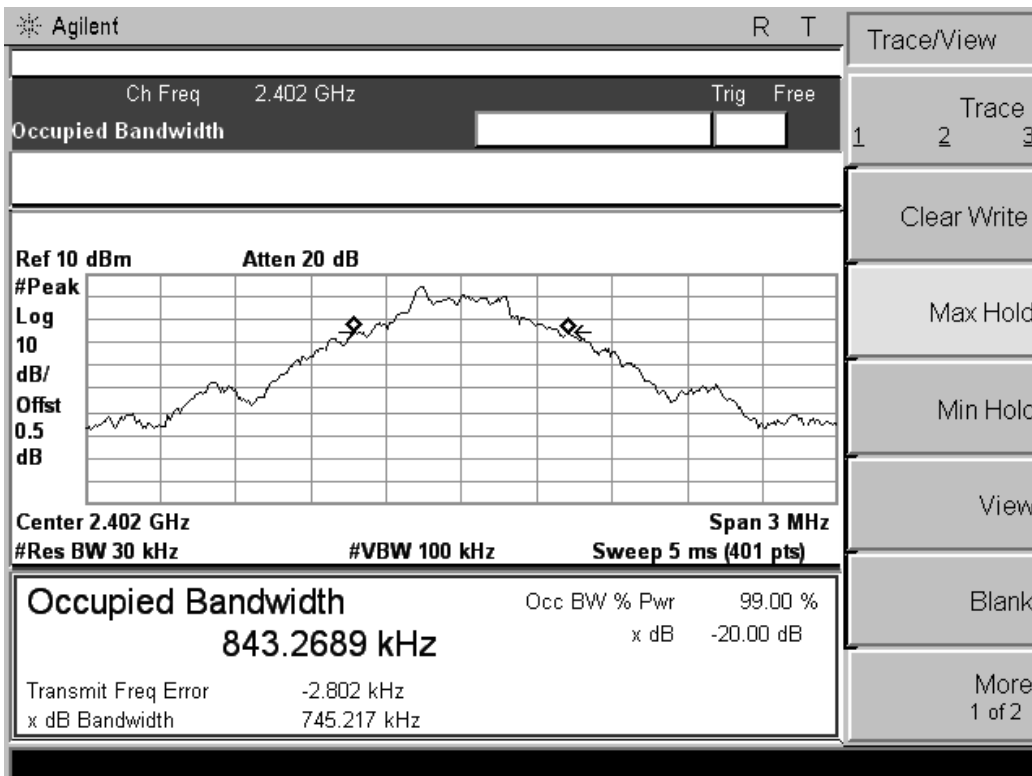 Agilent R T
Trace/View
Ch Freq 2.402 GHz Trig Free
Occupied Bandwidth
Trace
1 2 3
Clear Write
Ref 10 dBm Atten 20 dB
#Peak
Log
10
dB/
Offst
0.5
dB
Max Hold
Min Hold
Center 2.402 GHz Span 3 MHz
#Res BW 30 kHz #VBW 100 kHz Sweep 5 ms (401 pts)
View
Occupied Bandwidth
843.2689 kHz
Occ BW % Pwr 99.00 %
x dB -20.00 dB
Transmit Freq Error -2.802 kHz
x dB Bandwidth 745.217 kHz
Blank
More
1 of 2